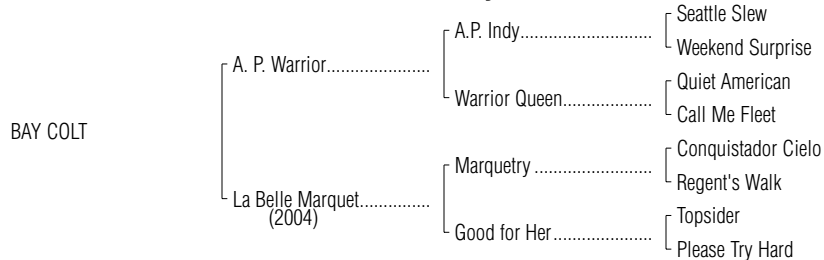 Seattle Slew
A.P. Indy............................
Weekend Surprise
A. P. Warrior......................
Quiet American
Warrior Queen...................
Call Me Fleet
BAY COLT
Conquistador Cielo
Marquetry .........................
Regent's Walk
La Belle Marquet...............
(2004)
Topsider
Good for Her.....................
Please Try Hard